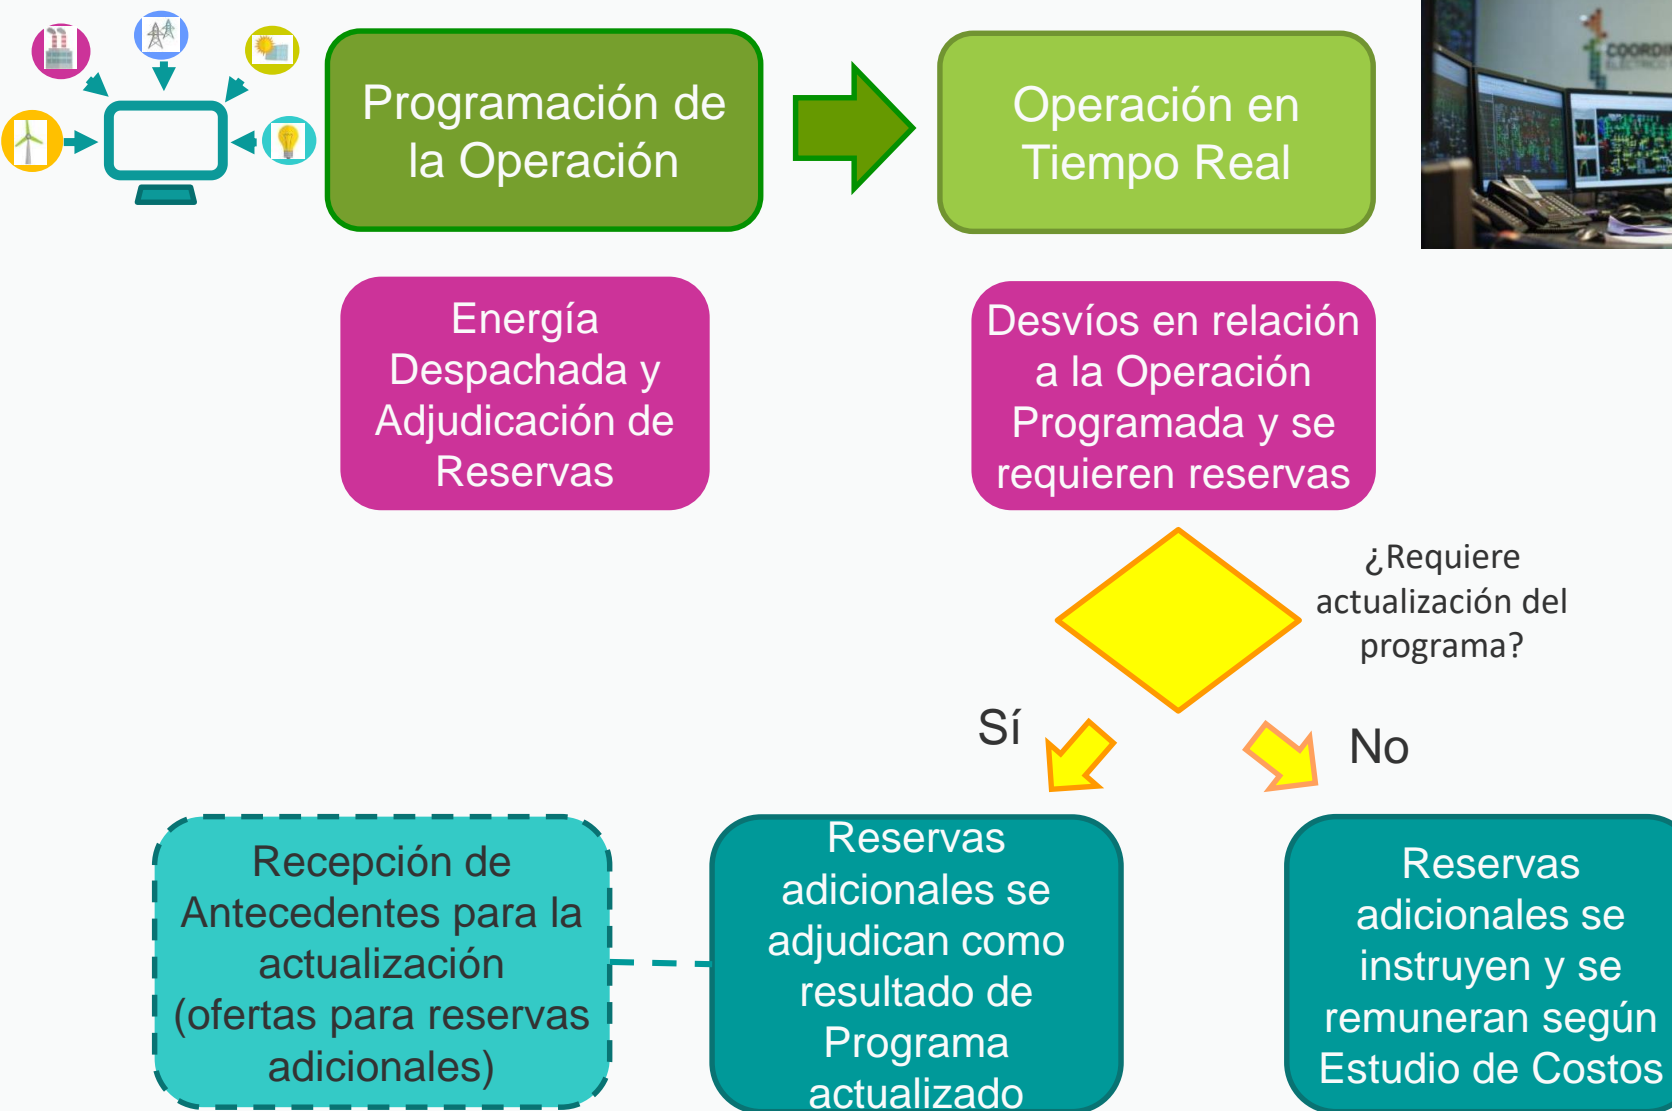 Programación de
la Operación
Operación en
Tiempo Real
Energía
Despachada y
Adjudicación de
Reservas
Desvíos en relación
a la Operación
Programada y se
requieren reservas
¿Requiere
actualización del
programa?
Sí
No
Recepción de
Antecedentes para la
actualización
(ofertas para reservas
adicionales)
Reservas
adicionales se
adjudican como
resultado de
Programa
actualizado
Reservas
adicionales se
instruyen y se
remuneran según
Estudio de Costos